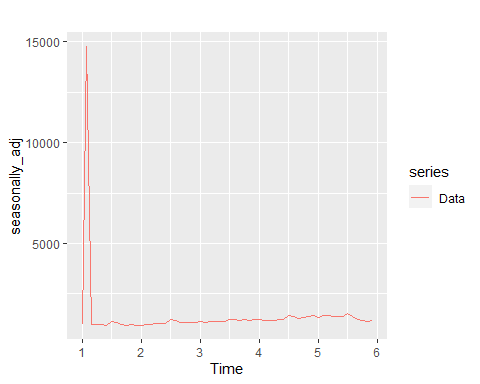 15000
10000
5000
seasonally_adj
1 2 3 4 5 6
Time
series
Data